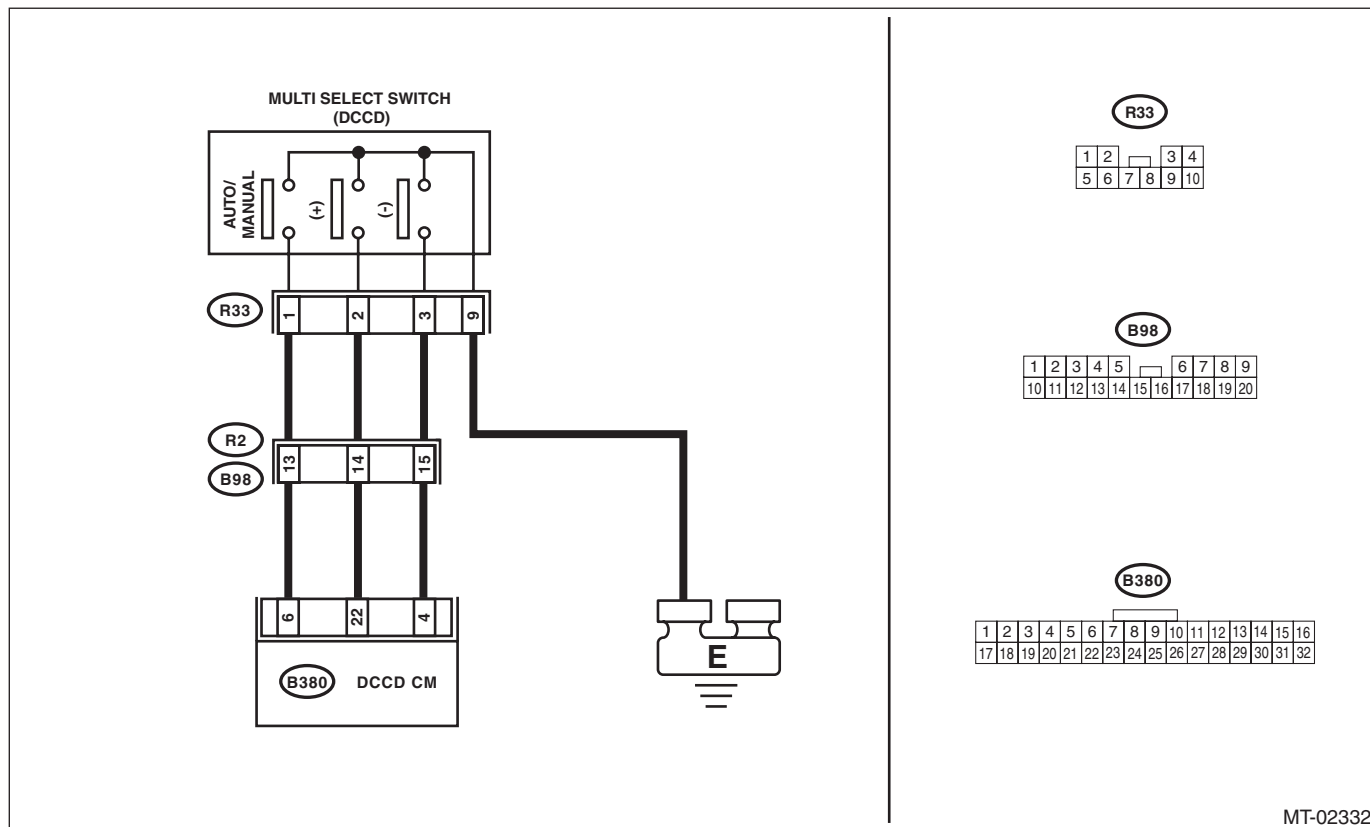 MULTI SELECT SWITCH
(DCCD)
AUTO/
MANUAL
(+)
(-)
R33
1 2 3 9
R2
13 14 15
B98
6 22 4
B380 DCCD CM
E
R33
1 2 3 4
5 6 7 8 9 10
B98
1 2 3 4 5 6 7 8 9
10 11 12 13 14 15 16 17 18 19 20
B380
1 2 3 4 5 6 7 8 9 10 11 12 13 14 15 16
17 18 19 20 21 22 23 24 25 26 27 28 29 30 31 32
MT-02332